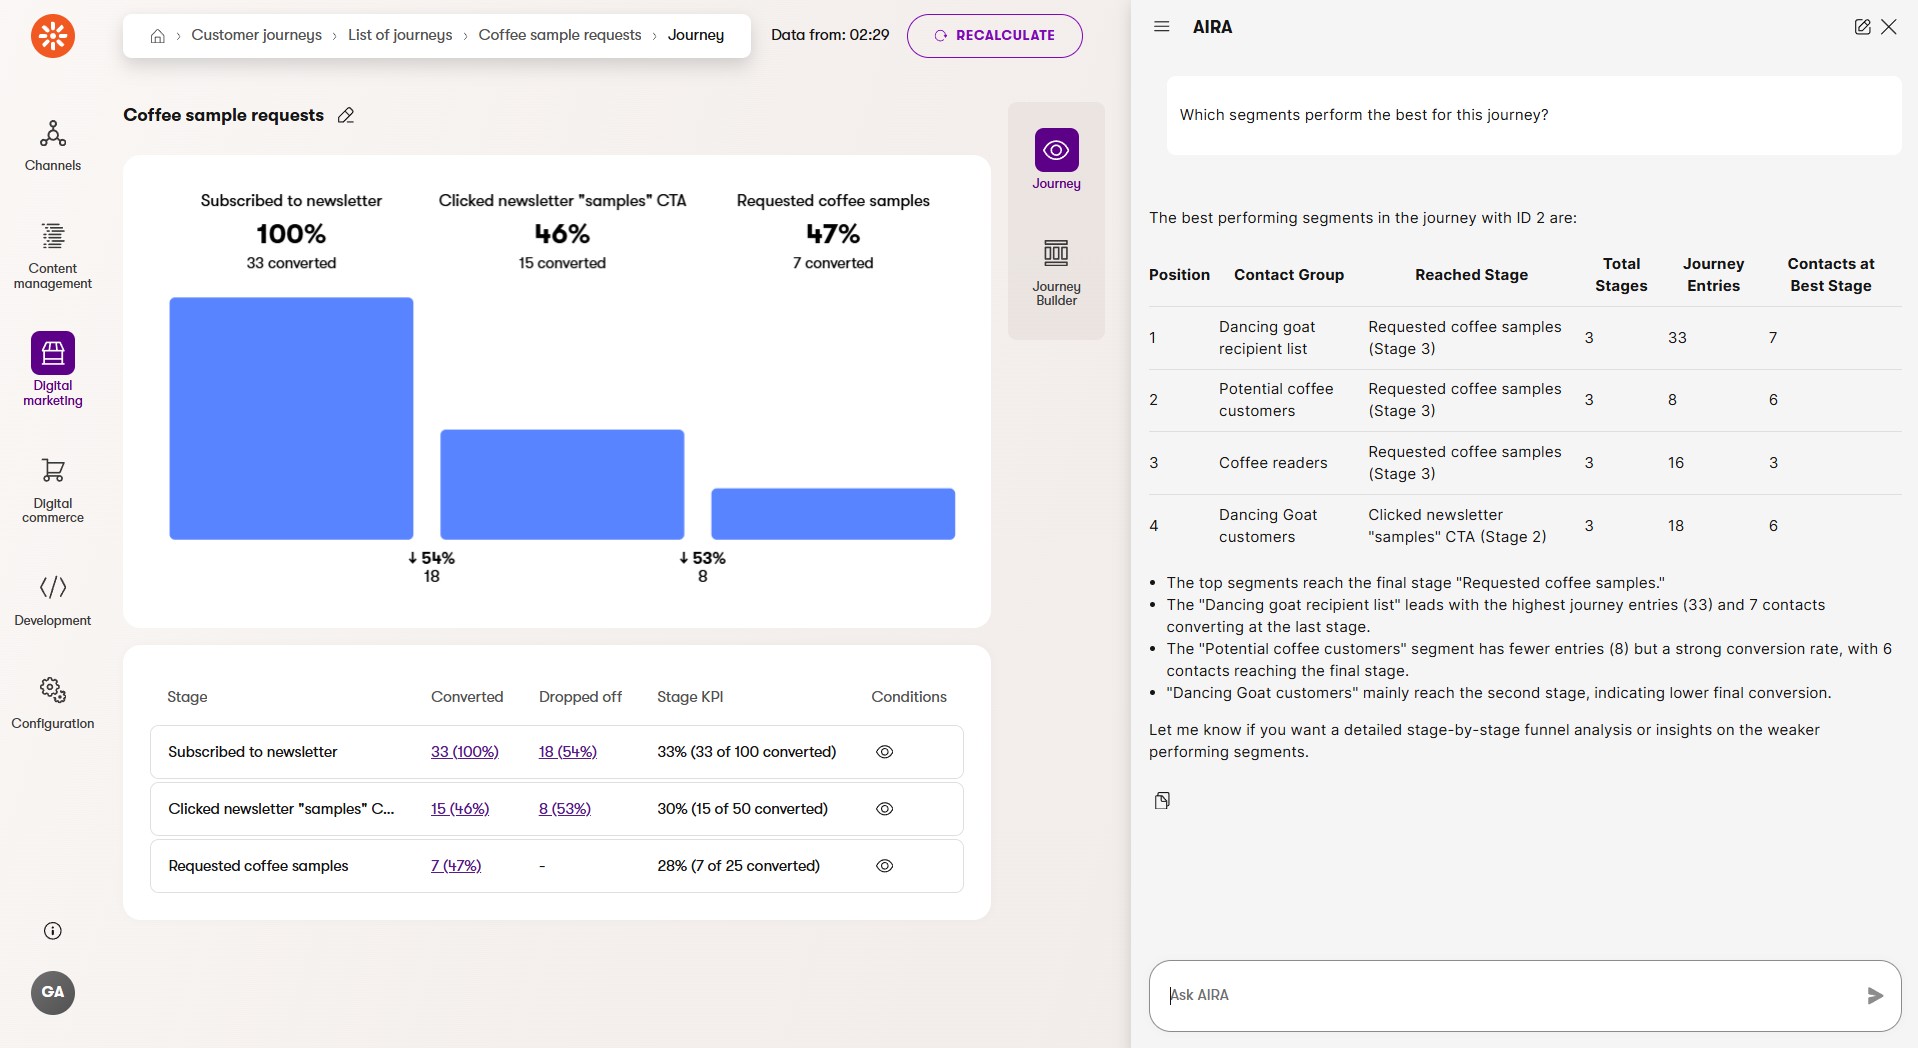 Customer journeys › List of journeys › Coffee sample requests › Journey
Data from: 02:29
RECALCULATE
Channels
Content
management
Digital
marketing
Digital
commerce
Development
Configuration
GA
Coffee sample requests
Subscribed to newsletter
100%
33 converted
Clicked newsletter "samples" CTA
46%
15 converted
Requested coffee samples
47%
7 converted
↓ 54%
18
↓ 53%
8
Journey
Journey
Builder
Stage Converted Dropped off Stage KPI Conditions
Subscribed to newsletter 33 (100%) 18 (54%) 33% (33 of 100 converted)
Clicked newsletter "samples" C... 15 (46%) 8 (53%) 30% (15 of 50 converted)
Requested coffee samples 7 (47%) - 28% (7 of 25 converted)
AIRA
Which segments perform the best for this journey?
The best performing segments in the journey with ID 2 are:
Position Contact Group Reached Stage Total Stages Journey Entries Contacts at Best Stage
1 Dancing goat recipient list Requested coffee samples (Stage 3) 3 33 7
2 Potential coffee customers Requested coffee samples (Stage 3) 3 8 6
3 Coffee readers Requested coffee samples (Stage 3) 3 16 3
4 Dancing Goat customers Clicked newsletter "samples" CTA (Stage 2) 3 18 6
• The top segments reach the final stage "Requested coffee samples."
• The "Dancing goat recipient list" leads with the highest journey entries (33) and 7 contacts
converting at the last stage.
• The "Potential coffee customers" segment has fewer entries (8) but a strong conversion rate, with 6
contacts reaching the final stage.
• "Dancing Goat customers" mainly reach the second stage, indicating lower final conversion.
Let me know if you want a detailed stage-by-stage funnel analysis or insights on the weaker
performing segments.
Ask AIRA